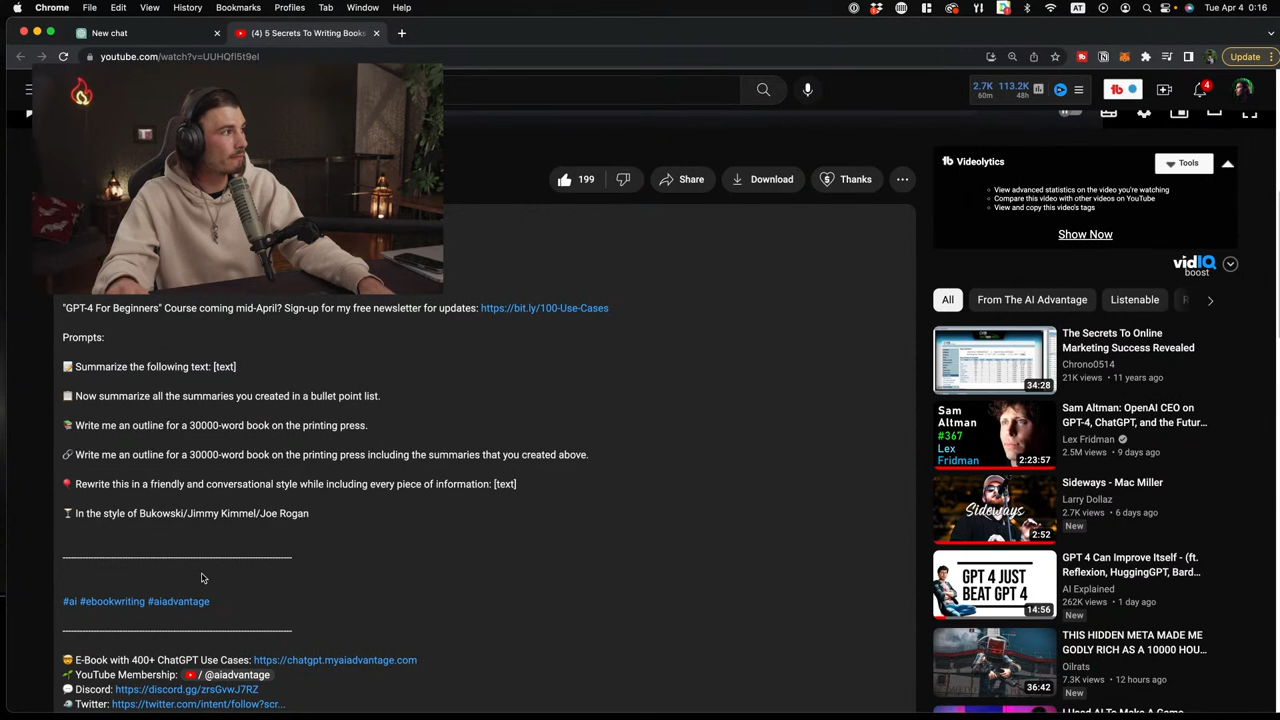 Chrome File Edit View History Bookmarks Profiles Tab Window Help
AT Tue Apr 4 0:16
New chat
(4) 5 Secrets To Writing Books
youtube.com/watch?v=UUHQfI5t9eI
Update
2.7K 60m 113.2K 48h
4
199
Share
Download
Thanks
Videolytics
Tools
View advanced statistics on the video you're watching
Compare this video with other videos on YouTube
View and copy this video's tags
Show Now
vidIQ
boost
All
From The AI Advantage
Listenable
"GPT-4 For Beginners" Course coming mid-April? Sign-up for my free newsletter for updates: https://bit.ly/100-Use-Cases
Prompts:
Summarize the following text: [text]
Now summarize all the summaries you created in a bullet point list.
Write me an outline for a 30000-word book on the printing press.
Write me an outline for a 30000-word book on the printing press including the summaries that you created above.
Rewrite this in a friendly and conversational style while including every piece of information: [text]
In the style of Bukowski/Jimmy Kimmel/Joe Rogan
#ai #ebookwriting #aiadvantage
E-Book with 400+ ChatGPT Use Cases: https://chatgpt.myaiadvantage.com
YouTube Membership: / @aiadvantage
Discord: https://discord.gg/zrsGvwJ7RZ
Twitter: https://twitter.com/intent/follow?scr...
34:28
The Secrets To Online
Marketing Success Revealed
Chrono0514
21K views • 11 years ago
Sam
Altman
#367
Lex
Fridman
2:23:57
Sam Altman: OpenAI CEO on
GPT-4, ChatGPT, and the Futur...
Lex Fridman
2.5M views • 9 days ago
2:52
Sideways - Mac Miller
Larry Dollaz
2.7K views • 6 days ago
New
GPT 4 JUST
BEAT GPT 4
14:56
GPT 4 Can Improve Itself - (ft.
Reflexion, HuggingGPT, Bard...
AI Explained
262K views • 1 day ago
New
36:42
THIS HIDDEN META MADE ME
GODLY RICH AS A 10000 HOU...
Oilrats
7.3K views • 12 hours ago
New
I Used AI To Make A Game